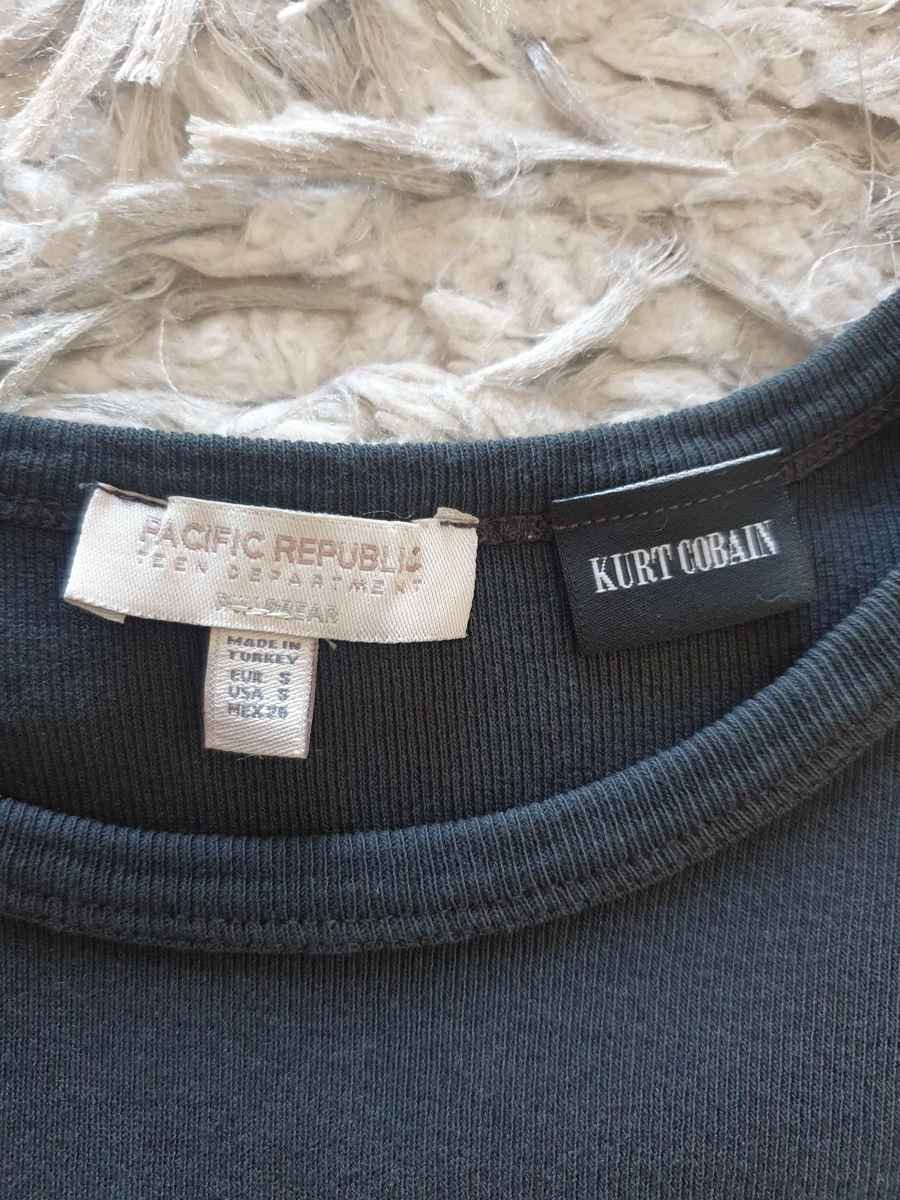 PACIFIC REPUBLIC
TEEN DEPARTMENT
MADE IN
TURKEY
EUR S
USA S
MEX 26
KURT COBAIN